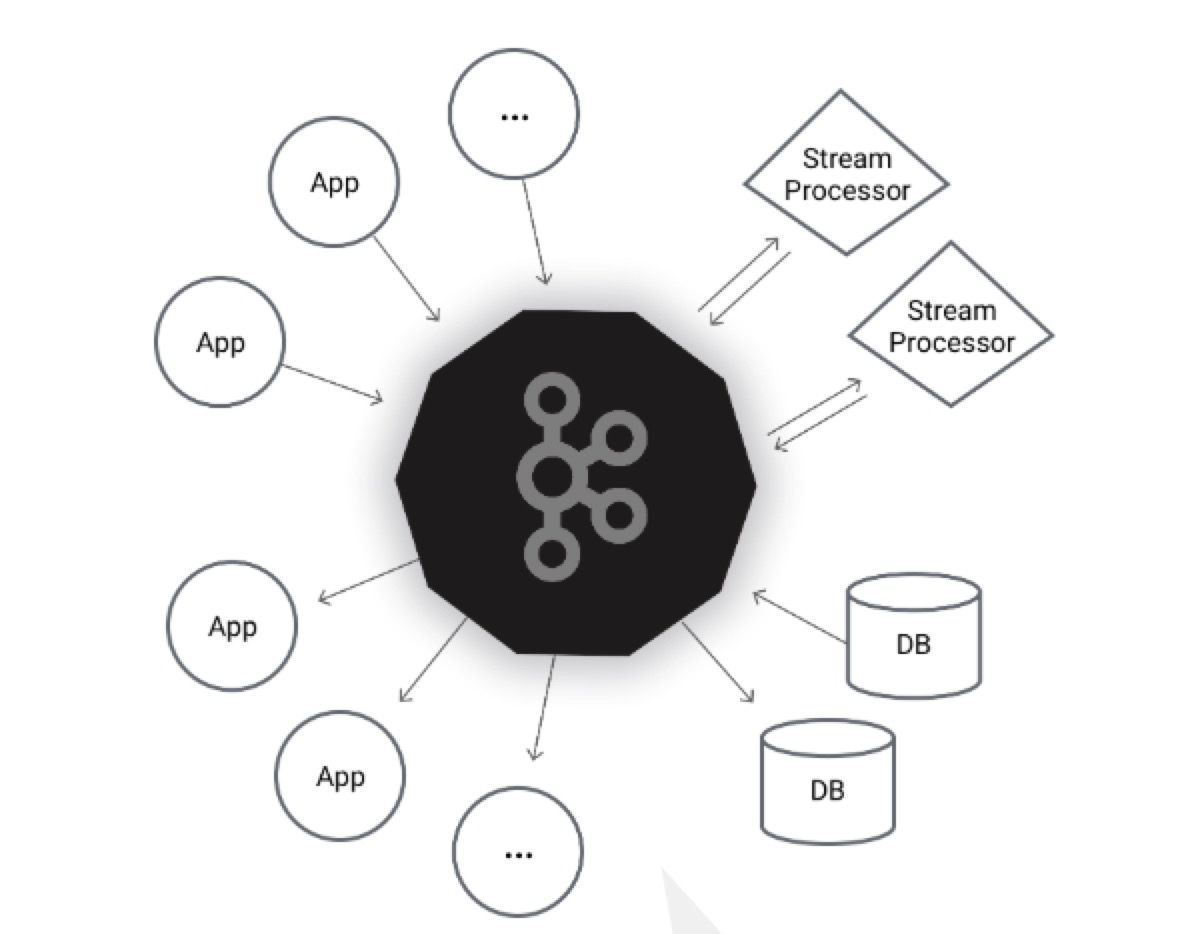 ...
App
App
Stream
Processor
Stream
Processor
App
App
...
DB
DB